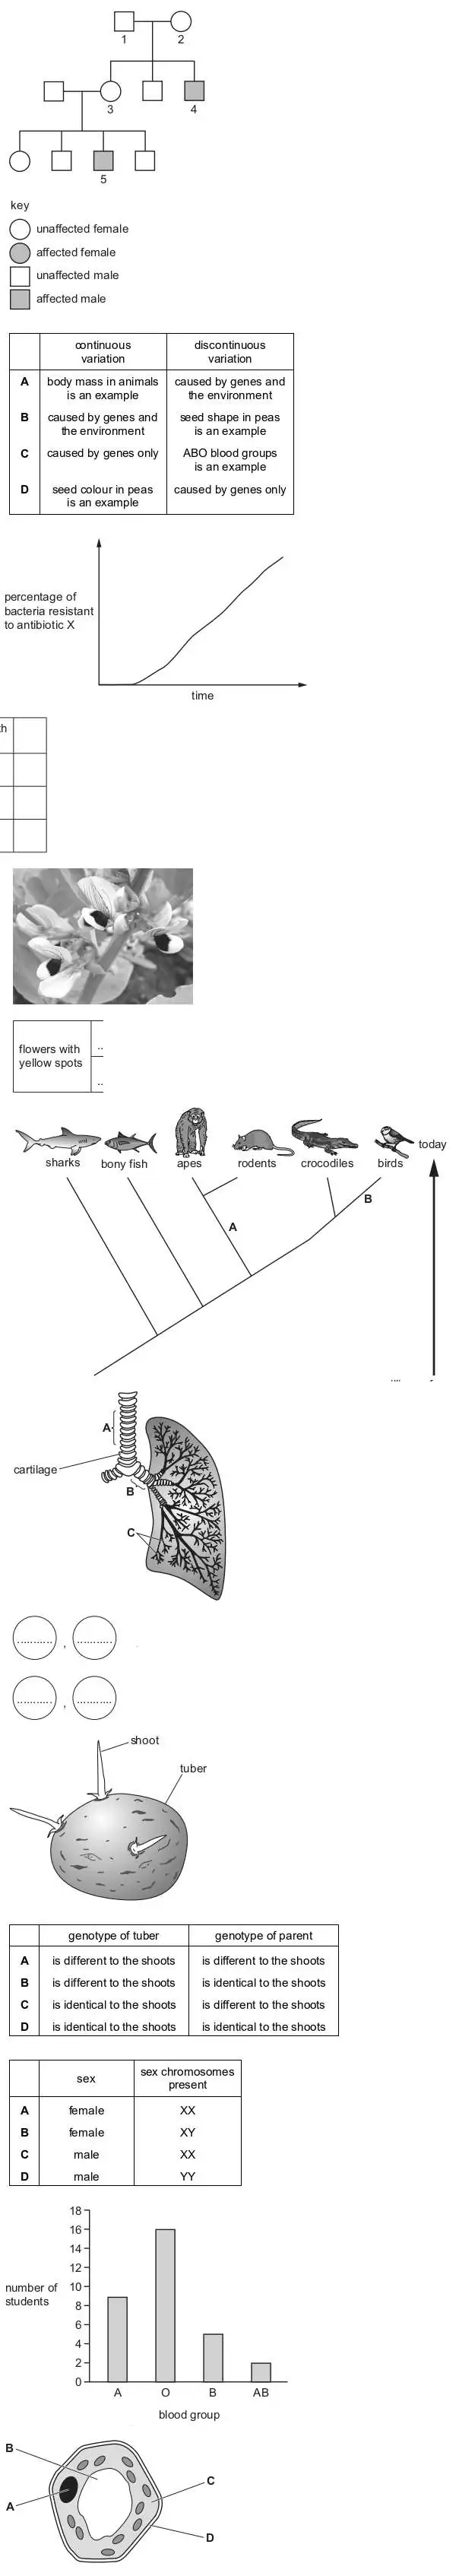 1 2
3 4
5
key
unaffected female
affected female
unaffected male
affected male
continuous variation discontinuous variation
A body mass in animals is an example caused by genes and the environment
B caused by genes and the environment seed shape in peas is an example
C caused by genes only ABO blood groups is an example
D seed colour in peas is an example caused by genes only
percentage of
bacteria resistant
to antibiotic X
time
flowers with
yellow spots
..
..
sharks bony fish apes rodents crocodiles birds today
A B
A
cartilage
B
C
.......... , ..........
.......... , ..........
shoot
tuber
genotype of tuber genotype of parent
A is different to the shoots is different to the shoots
B is different to the shoots is identical to the shoots
C is identical to the shoots is different to the shoots
D is identical to the shoots is identical to the shoots
sex sex chromosomes present
A female XX
B female XY
C male XX
D male YY
18
16
14
12
10
8
6
4
2
0
number of
students
A O B AB
blood group
B
C
A
D